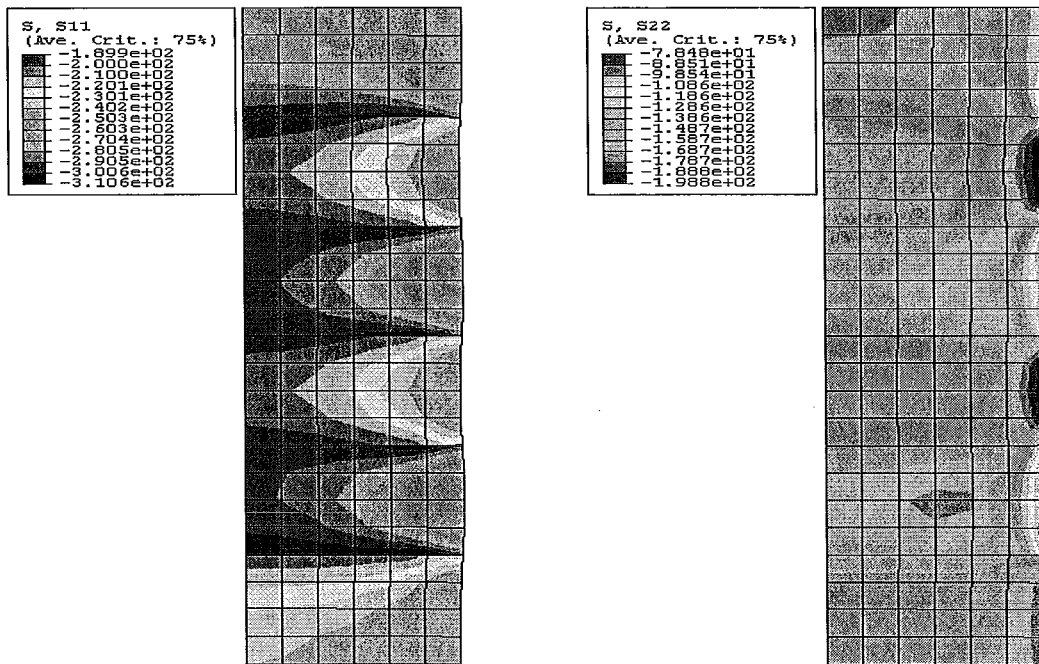 S, S11
(Ave. Crit.: 75%)
-1.899e+02
-2.000e+02
-2.100e+02
-2.201e+02
-2.301e+02
-2.402e+02
-2.503e+02
-2.603e+02
-2.704e+02
-2.805e+02
-2.905e+02
-3.006e+02
-3.106e+02
S, S22
(Ave. Crit.: 75%)
-7.848e+01
-8.851e+01
-9.854e+01
-1.086e+02
-1.186e+02
-1.286e+02
-1.386e+02
-1.487e+02
-1.587e+02
-1.687e+02
-1.787e+02
-1.888e+02
-1.988e+02